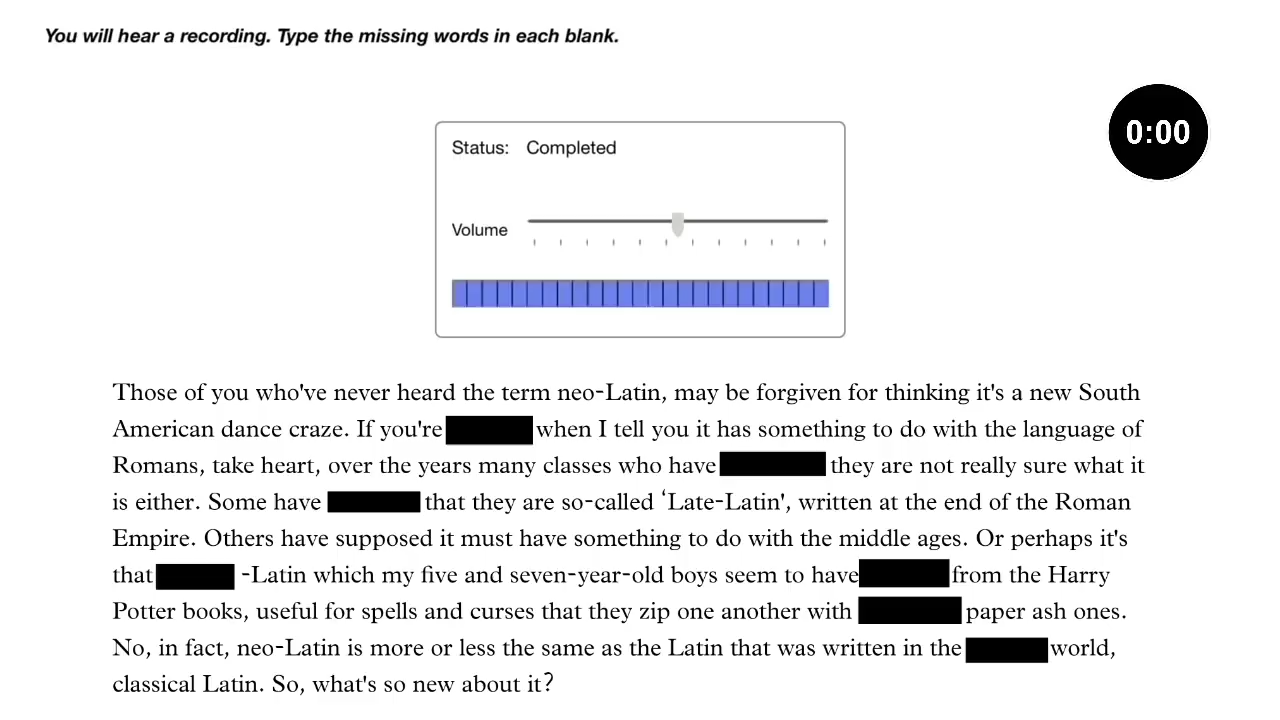 You will hear a recording. Type the missing words in each blank.
0:00
Status: Completed
Volume
Those of you who've never heard the term neo-Latin, may be forgiven for thinking it's a new South
American dance craze. If you're when I tell you it has something to do with the language of
Romans, take heart, over the years many classes who have they are not really sure what it
is either. Some have that they are so-called ‘Late-Latin', written at the end of the Roman
Empire. Others have supposed it must have something to do with the middle ages. Or perhaps it's
that -Latin which my five and seven-year-old boys seem to have from the Harry
Potter books, useful for spells and curses that they zip one another with paper ash ones.
No, in fact, neo-Latin is more or less the same as the Latin that was written in the world,
classical Latin. So, what's so new about it?